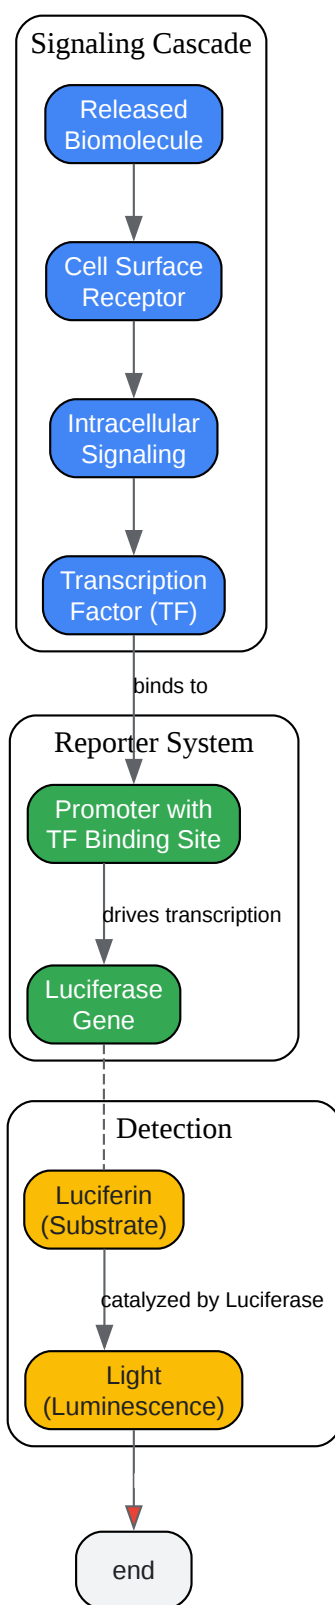 Signaling Cascade
Released
Biomolecule
Cell Surface
Receptor
Intracellular
Signaling
Transcription
Factor (TF)
binds to
Reporter System
Promoter with
TF Binding Site
drives transcription
Luciferase
Gene
Detection
Luciferin
(Substrate)
catalyzed by Luciferase
Light
(Luminescence)
end